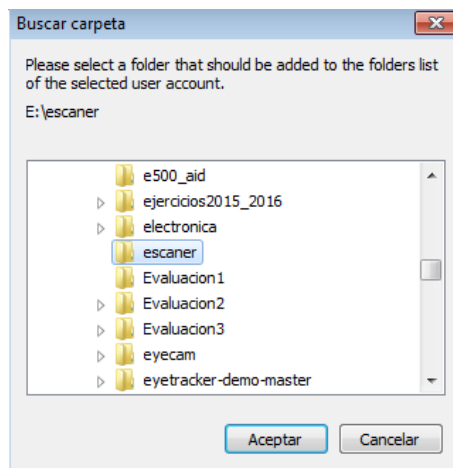 Buscar carpeta
Please select a folder that should be added to the folders list
of the selected user account.
E:\escaner
e500_aid
ejercicios2015_2016
electronica
escaner
Evaluacion1
Evaluacion2
Evaluacion3
eyecam
eyetracker-demo-master
Aceptar Cancelar